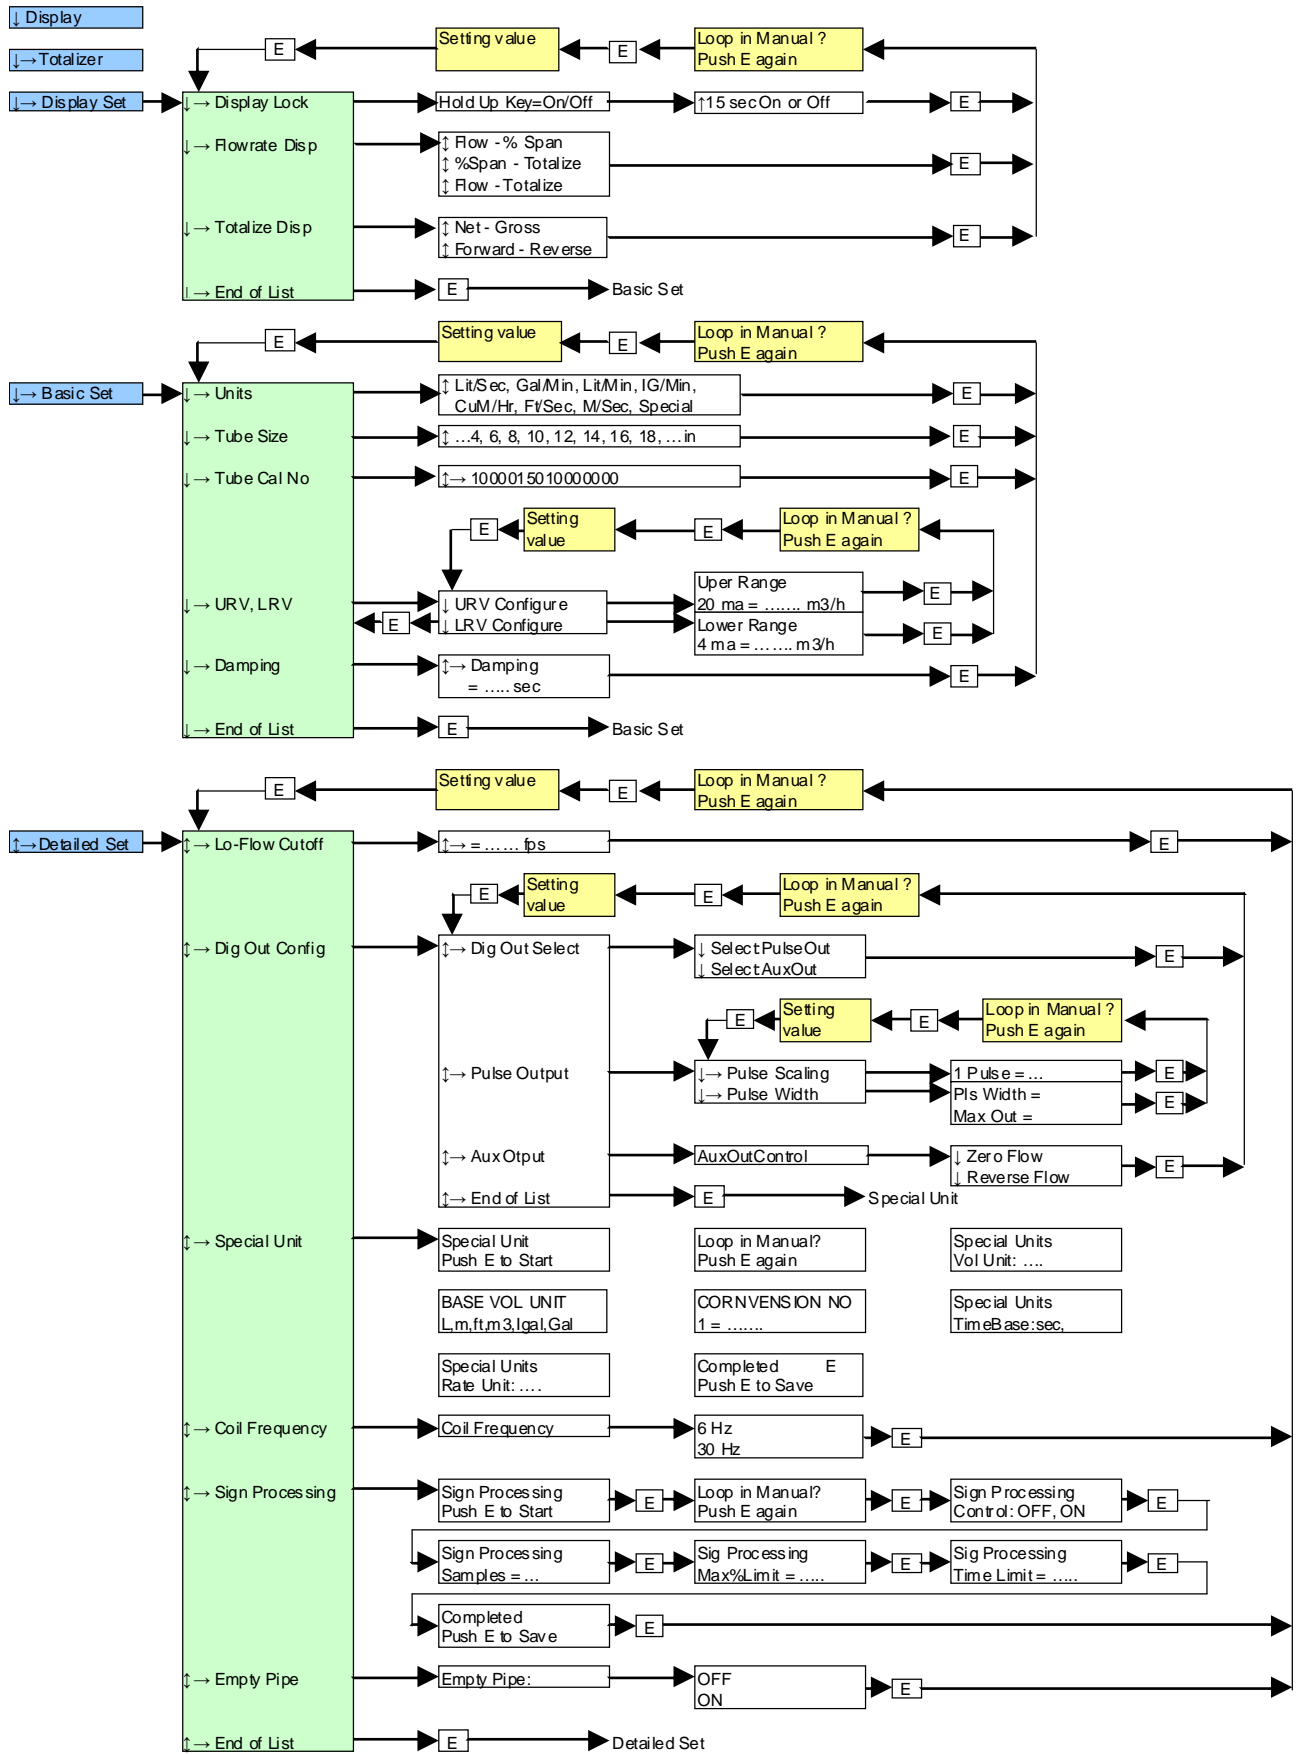 ↓ Display
↓→Totalizer
E
Setting value
E
Loop in Manual ?
Push E again
↓→ Display Set
↓→ Display Lock
Hold Up Key=On/Off
↑15 sec On or Off
E
↓→ Flowrate Disp
↕ Flow - % Span
↕ %Span - Totalize
↕ Flow - Totalize
E
↓→ Totalize Disp
↕ Net - Gross
↕ Forward - Reverse
E
↓→ End of List
E
Basic Set
E
Setting value
E
Loop in Manual ?
Push E again
↓→ Basic Set
↓→ Units
↕ Lit/Sec, Gal/Min, Lit/Min, IG/Min,
CuM/Hr, Ft/Sec, M/Sec, Special
E
↓→ Tube Size
↕ ...4, 6, 8, 10, 12, 14, 16, 18, ...in
E
↓→ Tube Cal No
↕→ 1000015010000000
E
E
Setting
value
E
Loop in Manual ?
Push E again
↓→ URV, LRV
E
↓ URV Configure
↓ LRV Configure
Uper Range
20 ma = ....... m3/h
Lower Range
4 ma = ....... m3/h
E
E
↓→ Damping
↕→ Damping
= ..... sec
E
↓→ End of List
E
Basic Set
E
Setting value
E
Loop in Manual ?
Push E again
↕→Detailed Set
↕→ Lo-Flow Cutoff
↕→ = ...... fps
E
E
Setting
value
E
Loop in Manual ?
Push E again
↕→ Dig Out Config
↕→ Dig Out Select
↓ Select:PulseOut
↓ Select:AuxOut
E
E
Setting
value
E
Loop in Manual ?
Push E again
↕→ Pulse Output
↓→ Pulse Scaling
↓→ Pulse Width
1 Pulse = ...
Pls Width =
Max Out =
E
E
↕→ Aux Otput
AuxOutControl
↓ Zero Flow
↓ Reverse Flow
E
↕→ End of List
E
Special Unit
↕→ Special Unit
Special Unit
Push E to Start
Loop in Manual?
Push E again
Special Units
Vol Unit: ....
BASE VOL UNIT
L,m,ft,m3,Igal,Gal
CORNVENSION NO
1 = .......
Special Units
TimeBase:sec,
Special Units
Rate Unit: ....
Completed E
Push E to Save
↕→ Coil Frequency
Coil Frequency
6 Hz
30 Hz
E
↕→ Sign Processing
Sign Processing
Push E to Start
E
Loop in Manual?
Push E again
E
Sign Processing
Control: OFF, ON
E
Sign Processing
Samples = ...
E
Sig Processing
Max%Limit = .....
E
Sig Processing
Time Limit = .....
E
Completed
Push E to Save
E
↕→ Empty Pipe
Empty Pipe:
OFF
ON
E
↕→ End of List
E
Detailed Set